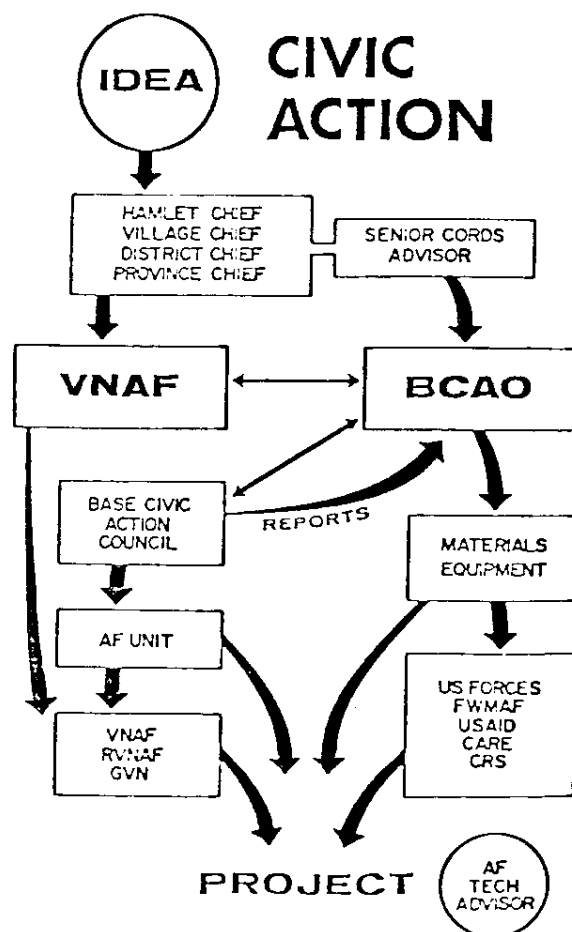 IDEA
CIVIC
ACTION
HAMLET CHIEF
VILLAGE CHIEF
DISTRICT CHIEF
PROVINCE CHIEF
SENIOR CORDS
ADVISOR
VNAF
BCAO
BASE CIVIC
ACTION
COUNCIL
REPORTS
MATERIALS
EQUIPMENT
AF UNIT
US FORCES
FWMAF
USAID
CARE
CRS
VNAF
RVNAF
GVN
PROJECT
AF
TECH
ADVISOR